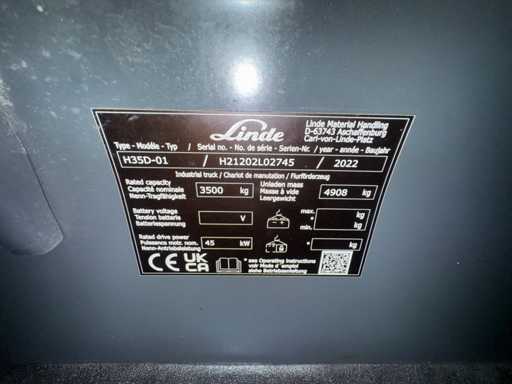 Linde
Linde Material Handling
D-63743 Aschaffenburg
Carl-von-Linde-Platz
Type - Modéle - Typ / Serial no. - No. de série - Serien-Nr. / year - année - Baujahr
H35D-01 / H21202L02745 / 2022
Industrial truck / Chariot de manutation / Flurförderzeug
Rated capacity
Capacité nominale
Nenn-Tragfähigkeit
3500 kg
Unladen mass
Masse à vide
Leergewicht
4908 kg
Battery voltage
Tension batterie
Batteriespannung
V
max.
*
kg
min.
*
kg
Rated drive power
Puissance motr. nom.
Nenn-Antriebsleistung
45 kW
*
kg
CE UK
CA
see Operating Instructions
voir Mode d´emploi
siehe Betriebsanleitung